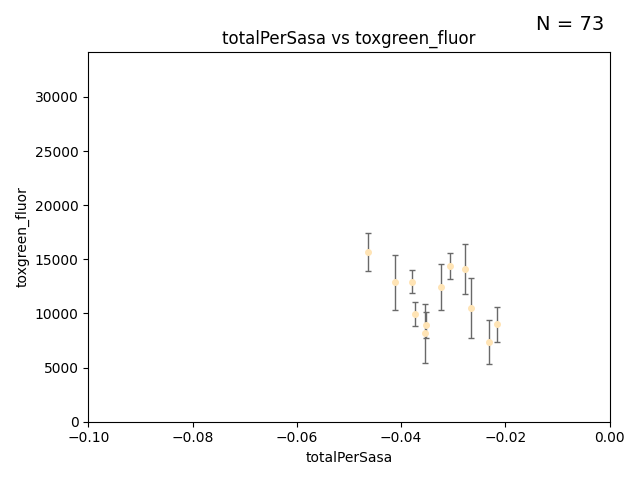 N = 73
totalPerSasa vs toxgreen_fluor
30000
25000
20000
15000
10000
5000
0
toxgreen_fluor
−0.10 −0.08 −0.06 −0.04 −0.02 0.00
totalPerSasa